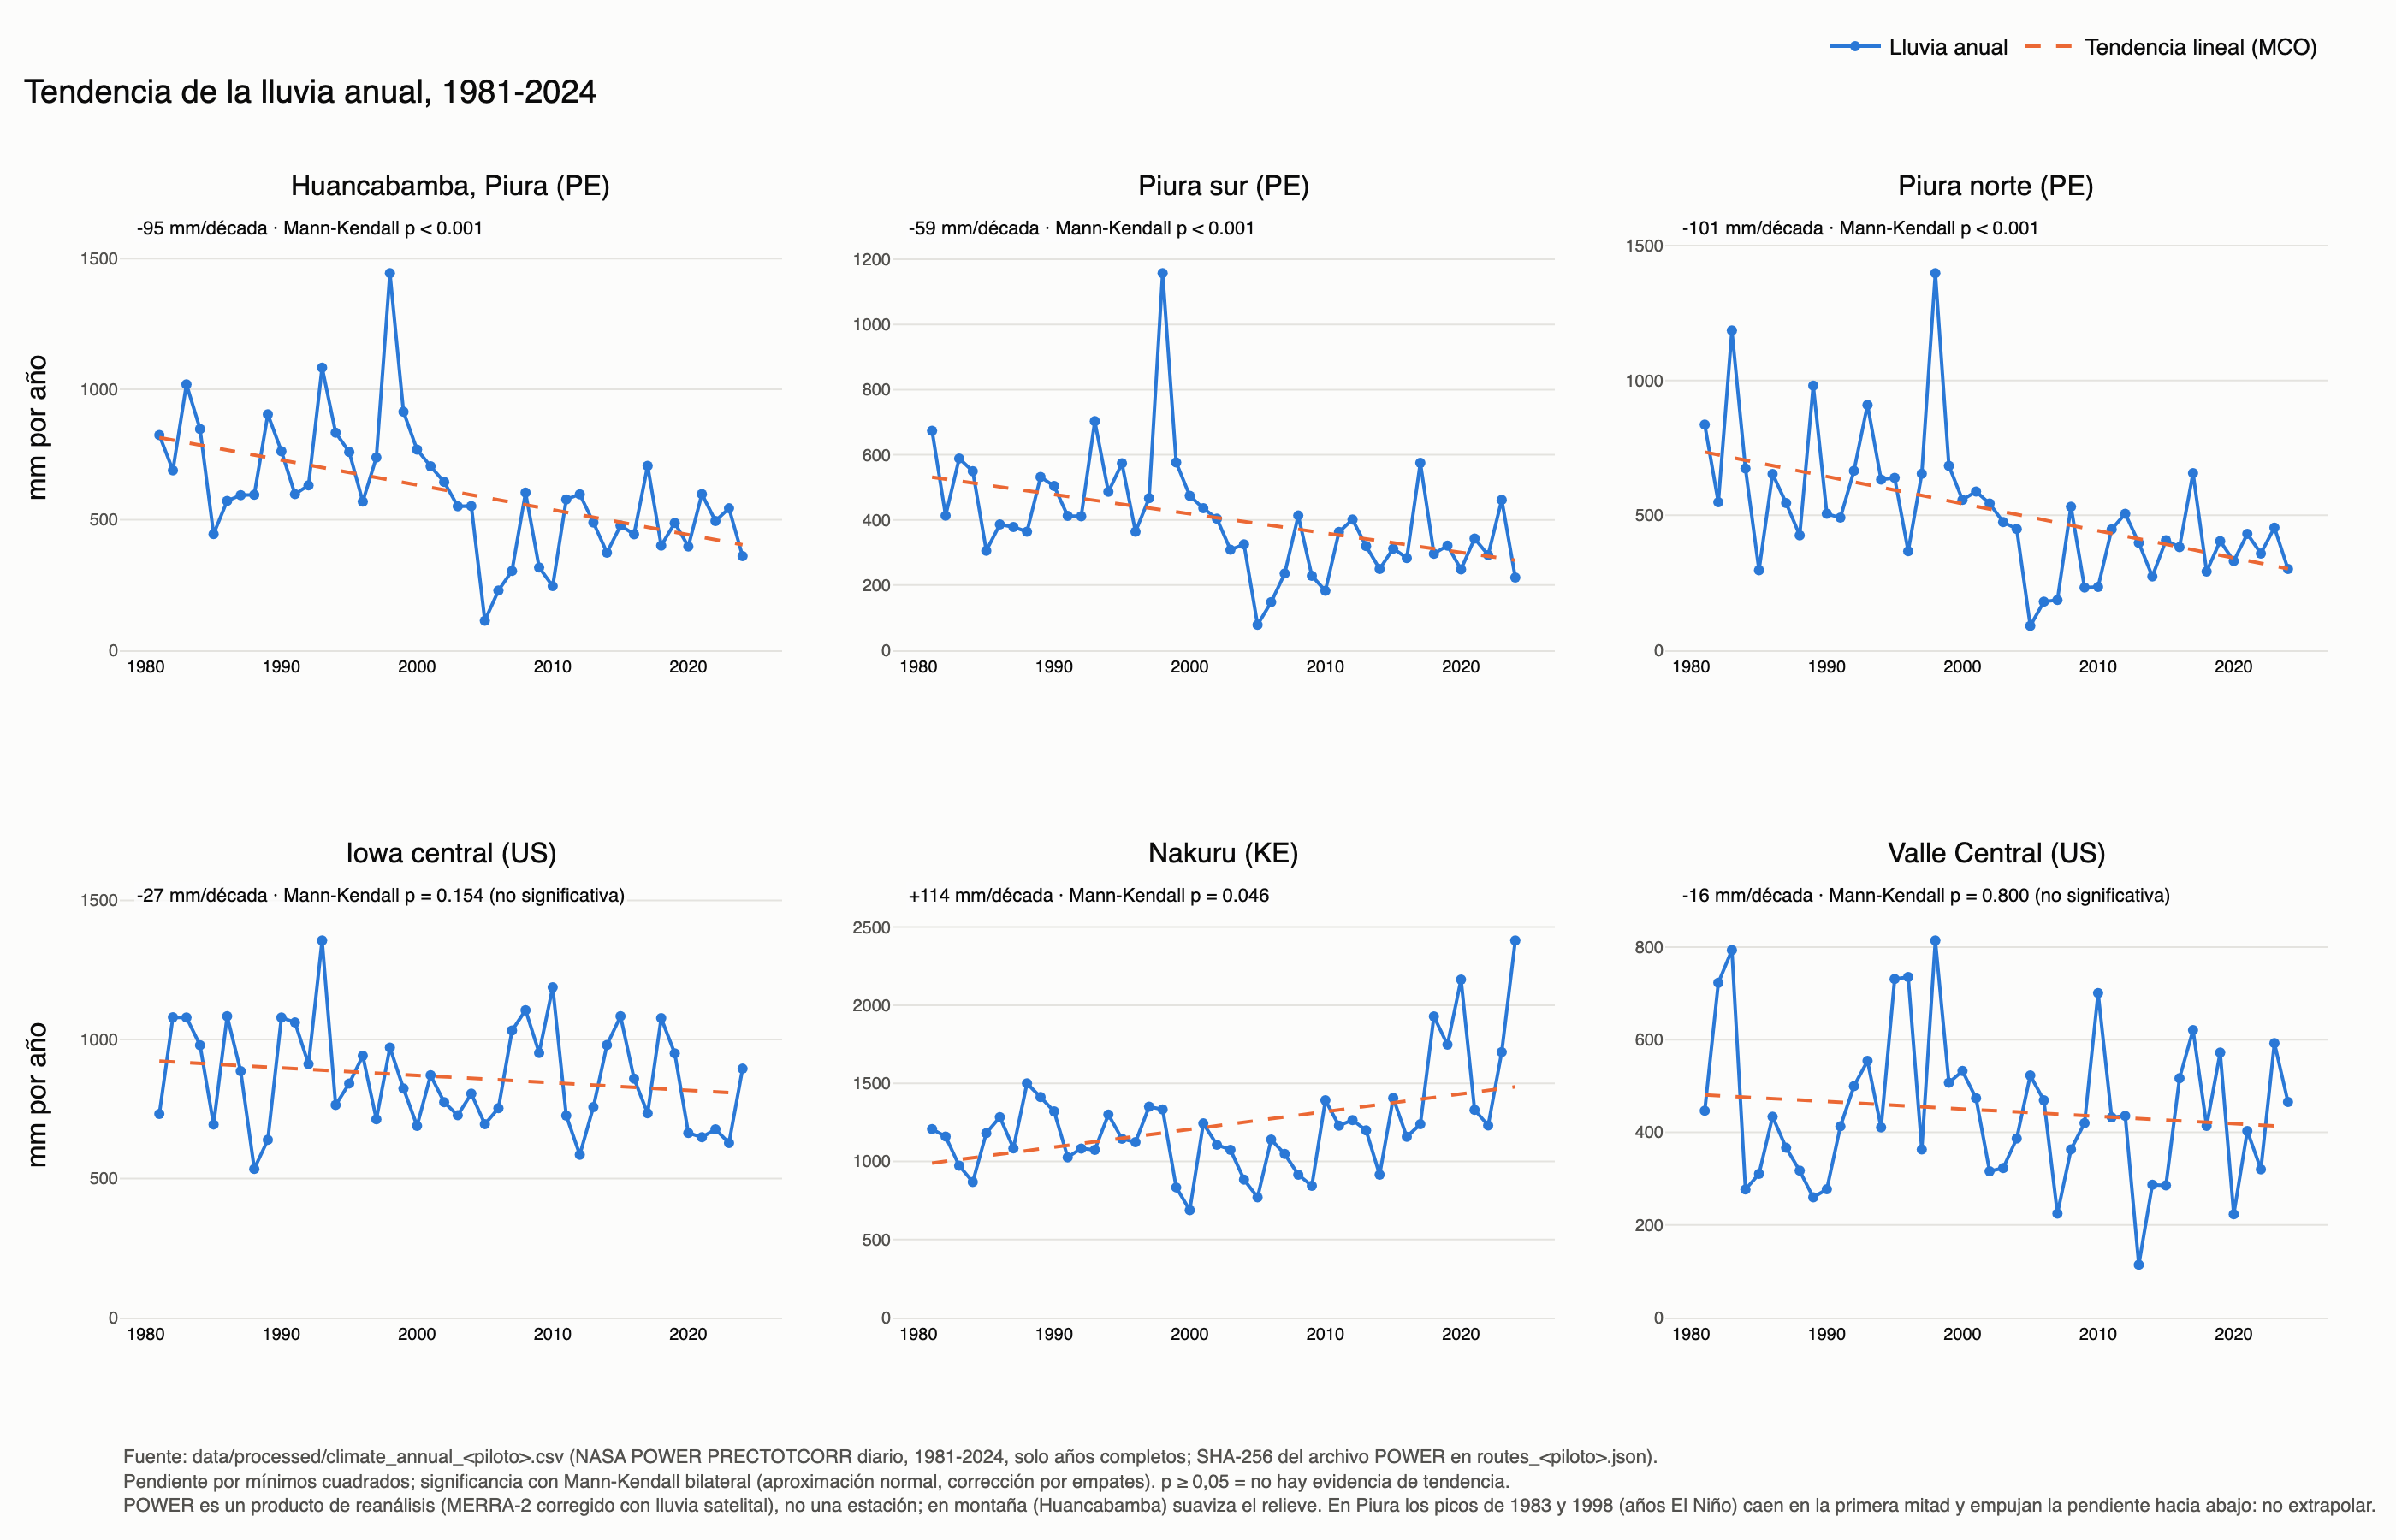 Lluvia anual
Tendencia lineal (MCO)
Tendencia de la lluvia anual, 1981-2024
Huancabamba, Piura (PE)
-95 mm/década · Mann-Kendall p < 0.001
mm por año
1500
1000
500
0
1980 1990 2000 2010 2020
Piura sur (PE)
-59 mm/década · Mann-Kendall p < 0.001
1200
1000
800
600
400
200
0
1980 1990 2000 2010 2020
Piura norte (PE)
-101 mm/década · Mann-Kendall p < 0.001
1500
1000
500
0
1980 1990 2000 2010 2020
Iowa central (US)
-27 mm/década · Mann-Kendall p = 0.154 (no significativa)
mm por año
1500
1000
500
0
1980 1990 2000 2010 2020
Nakuru (KE)
+114 mm/década · Mann-Kendall p = 0.046
2500
2000
1500
1000
500
0
1980 1990 2000 2010 2020
Valle Central (US)
-16 mm/década · Mann-Kendall p = 0.800 (no significativa)
800
600
400
200
0
1980 1990 2000 2010 2020
Fuente: data/processed/climate_annual_<piloto>.csv (NASA POWER PRECTOTCORR diario, 1981-2024, solo años completos; SHA-256 del archivo POWER en routes_<piloto>.json).
Pendiente por mínimos cuadrados; significancia con Mann-Kendall bilateral (aproximación normal, corrección por empates). p ≥ 0,05 = no hay evidencia de tendencia.
POWER es un producto de reanálisis (MERRA-2 corregido con lluvia satelital), no una estación; en montaña (Huancabamba) suaviza el relieve. En Piura los picos de 1983 y 1998 (años El Niño) caen en la primera mitad y empujan la pendiente hacia abajo: no extrapolar.